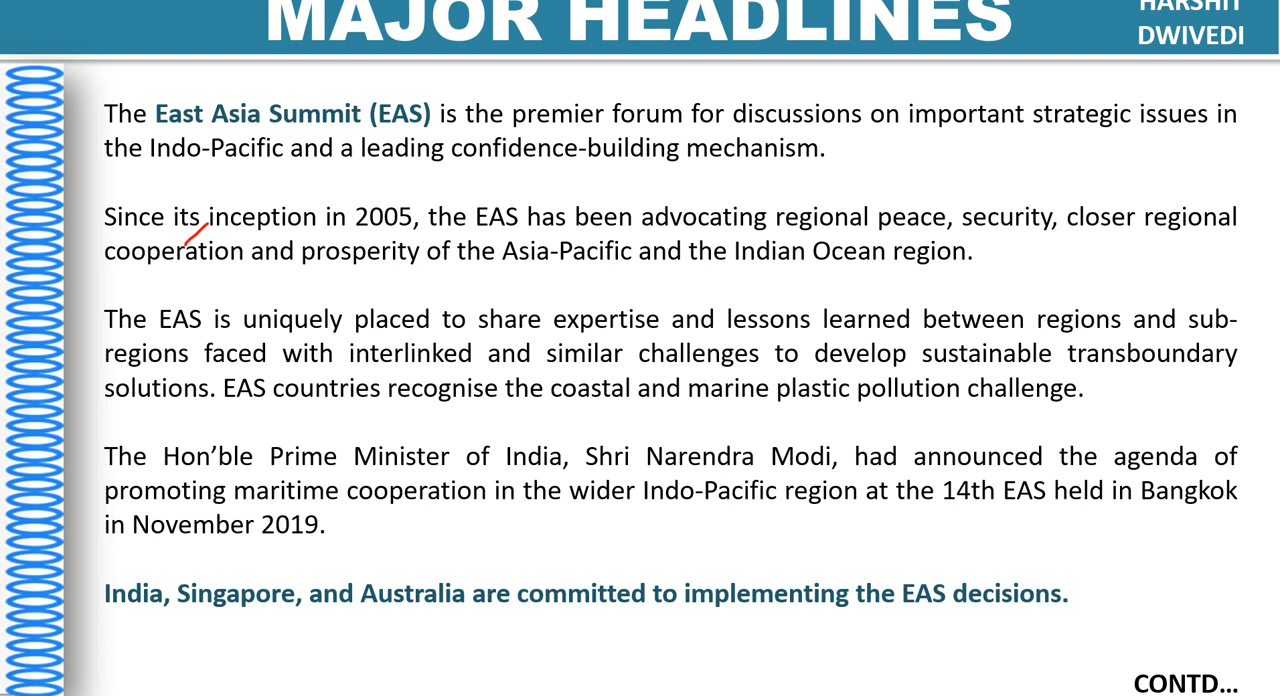 MAJOR HEADLINES
HARSHIT
DWIVEDI
The East Asia Summit (EAS) is the premier forum for discussions on important strategic issues in
the Indo-Pacific and a leading confidence-building mechanism.
Since its inception in 2005, the EAS has been advocating regional peace, security, closer regional
cooperation and prosperity of the Asia-Pacific and the Indian Ocean region.
The EAS is uniquely placed to share expertise and lessons learned between regions and sub-
regions faced with interlinked and similar challenges to develop sustainable transboundary
solutions. EAS countries recognise the coastal and marine plastic pollution challenge.
The Hon’ble Prime Minister of India, Shri Narendra Modi, had announced the agenda of
promoting maritime cooperation in the wider Indo-Pacific region at the 14th EAS held in Bangkok
in November 2019.
India, Singapore, and Australia are committed to implementing the EAS decisions.
CONTD...